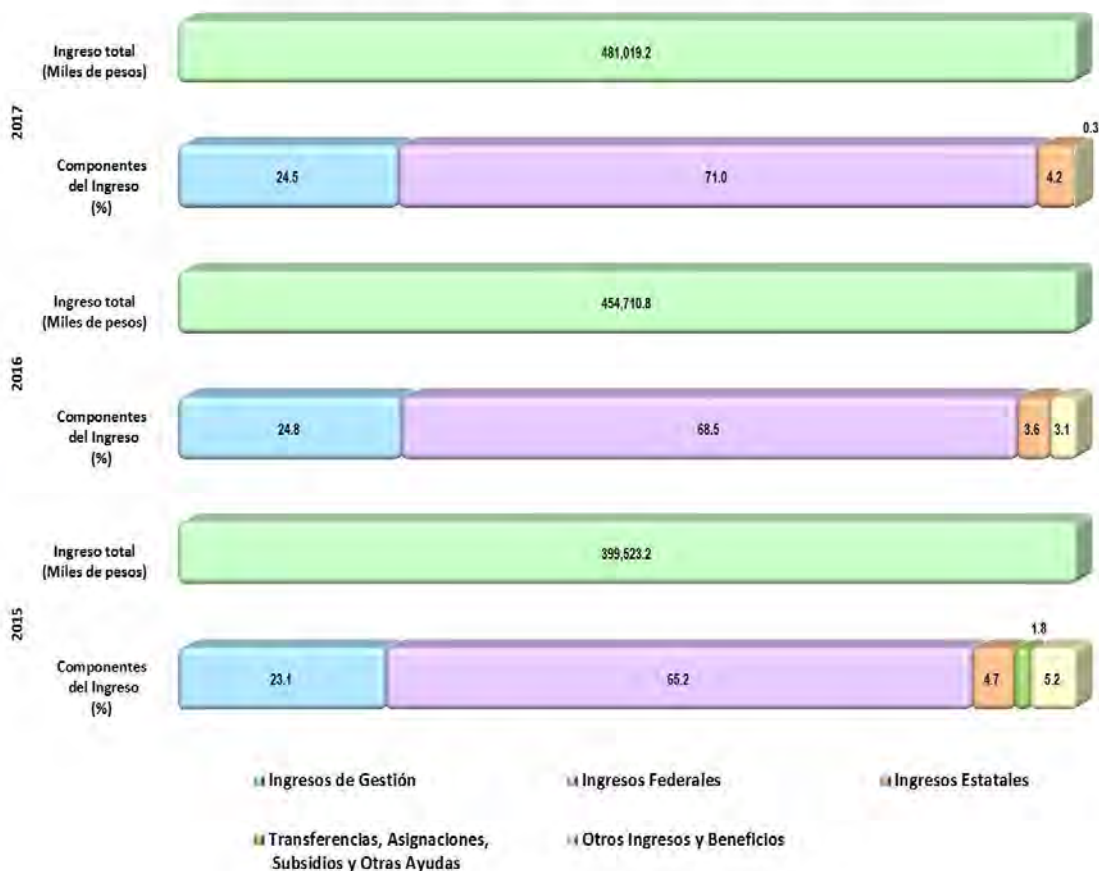 Ingreso total
(Miles de pesos)
481,019.2
2017
0.3
Componentes
del Ingreso
(%)
24.5
71.0
4.2
Ingreso total
(Miles de pesos)
454,710.8
2016
Componentes
del Ingreso
(%)
24.8
68.5
3.6
3.1
Ingreso total
(Miles de pesos)
399,523.2
2015
1.8
Componentes
del Ingreso
(%)
23.1
65.2
4.7
5.2
Ingresos de Gestión
Ingresos Federales
Ingresos Estatales
Transferencias, Asignaciones,
Subsidios y Otras Ayudas
Otros Ingresos y Beneficios